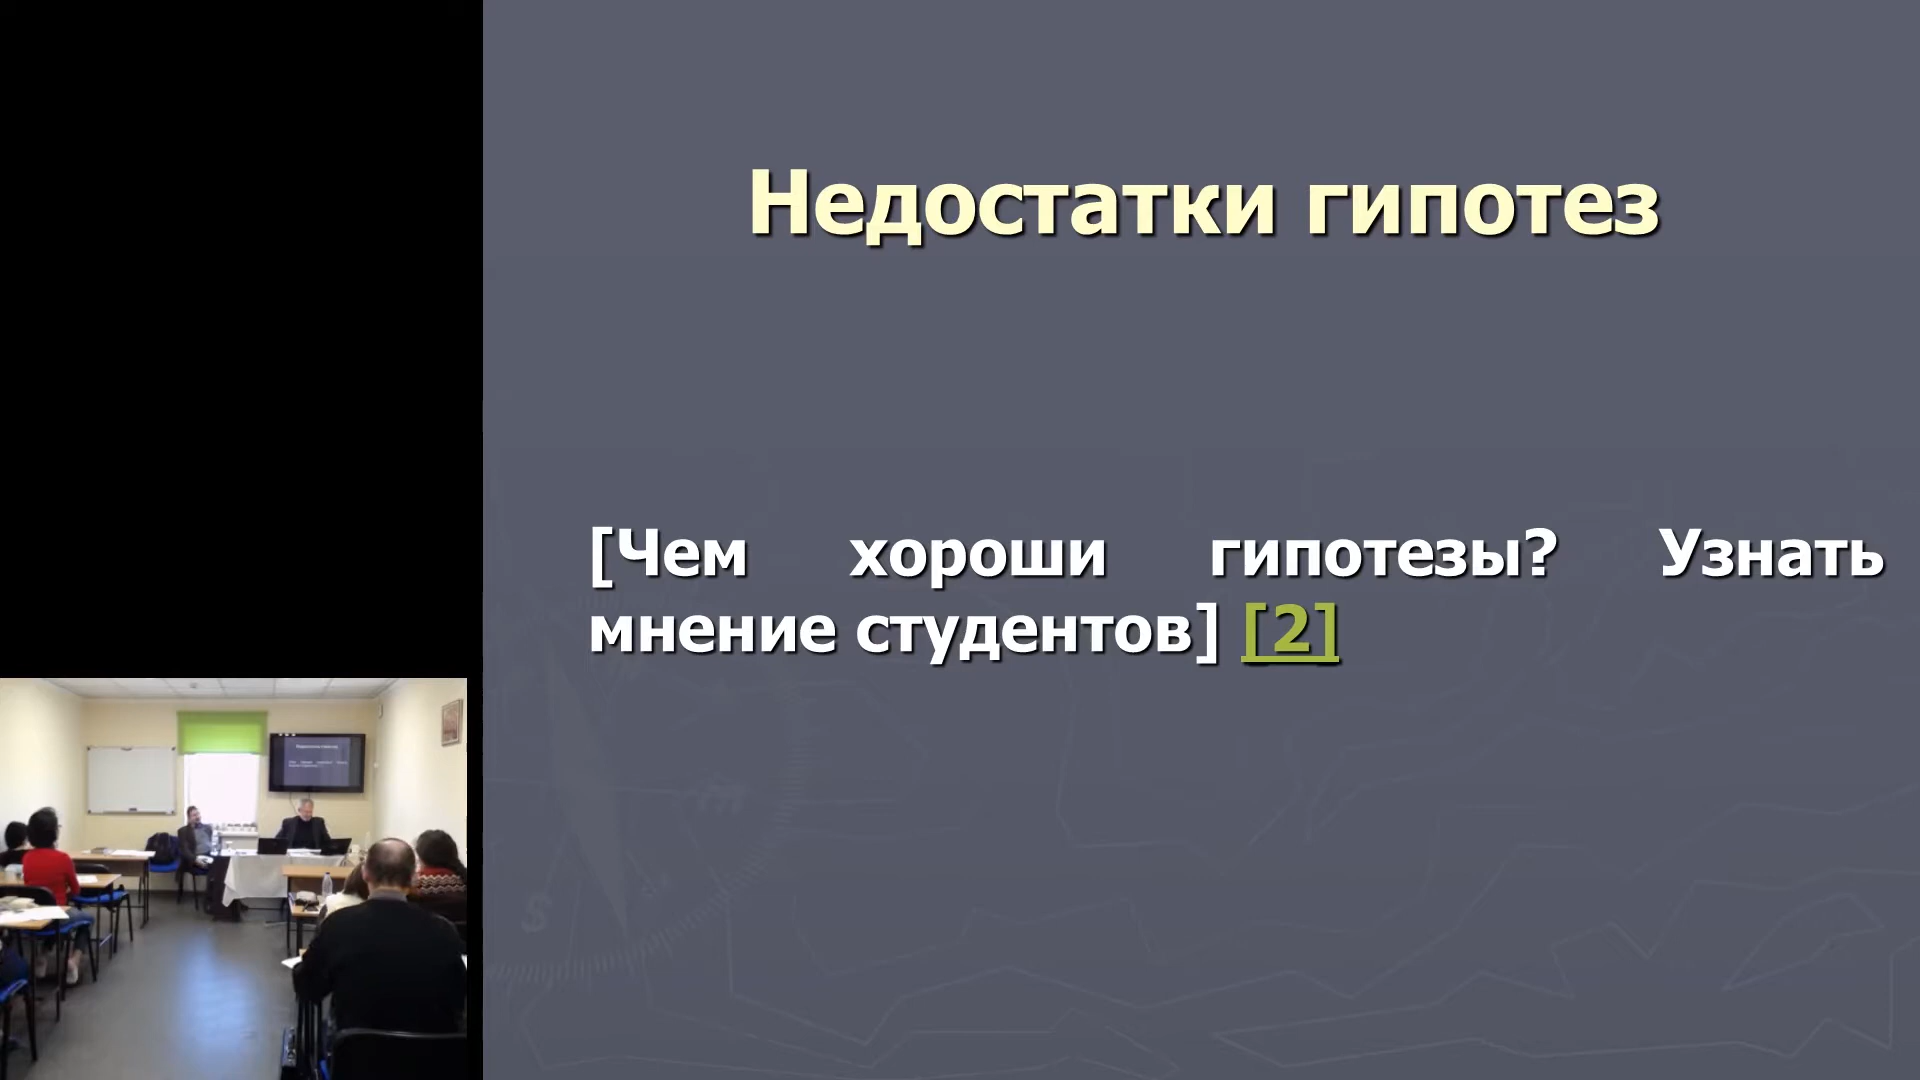 Недостатки гипотез
[Чем хороши гипотезы? Узнать
мнение студентов] [2]